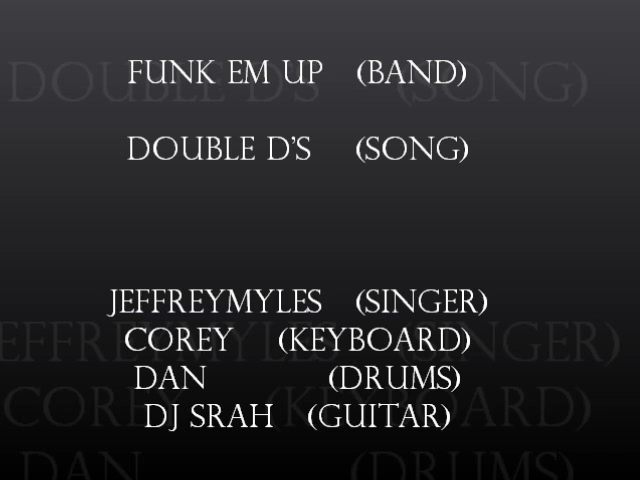 FUNK EM UP (BAND)
DOUBLE D'S (SONG)
JEFFREYMYLES (SINGER)
COREY (KEYBOARD)
DAN (DRUMS)
DJ SRAH (GUITAR)